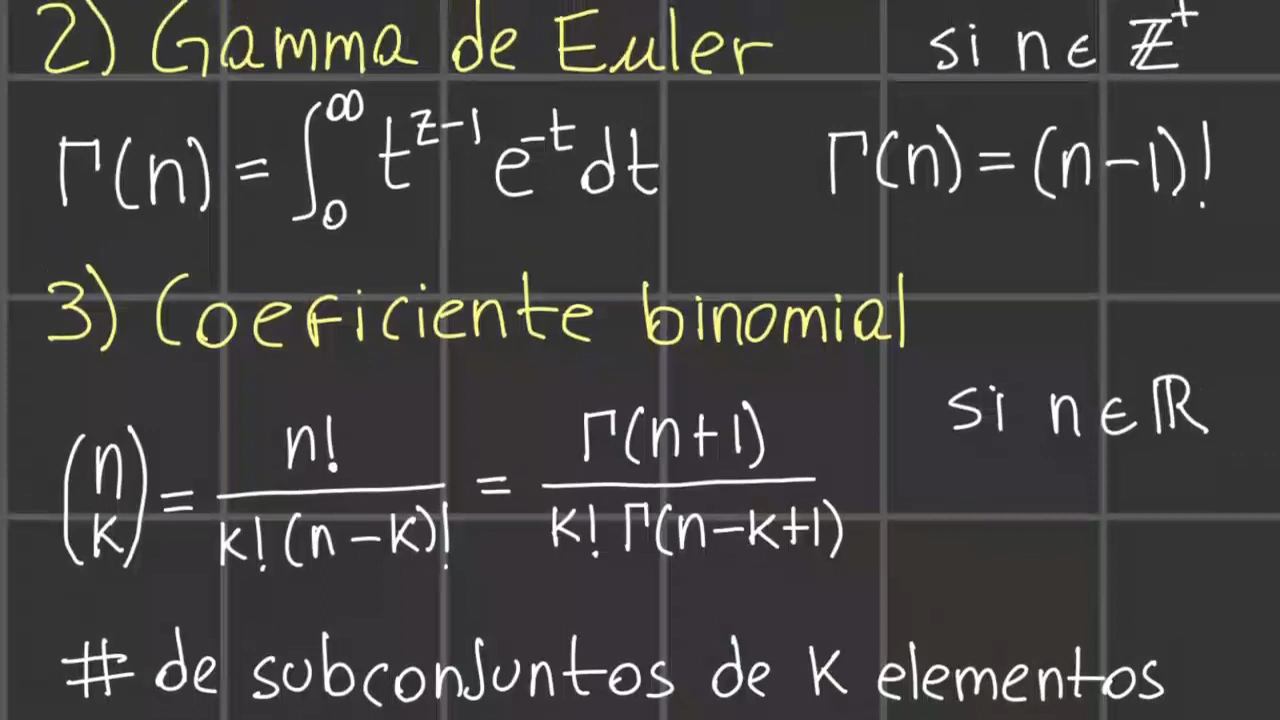 2) Gamma de Euler si n ∈ ℤ⁺
Γ(n) = ∫₀^∞ t^(z-1) e^(-t) dt Γ(n) = (n-1)!
3) Coeficiente binomial
si n ∈ ℝ
(n k) = n! / k! (n-k)! = Γ(n+1) / k! Γ(n-k+1)
# de subconjuntos de k elementos